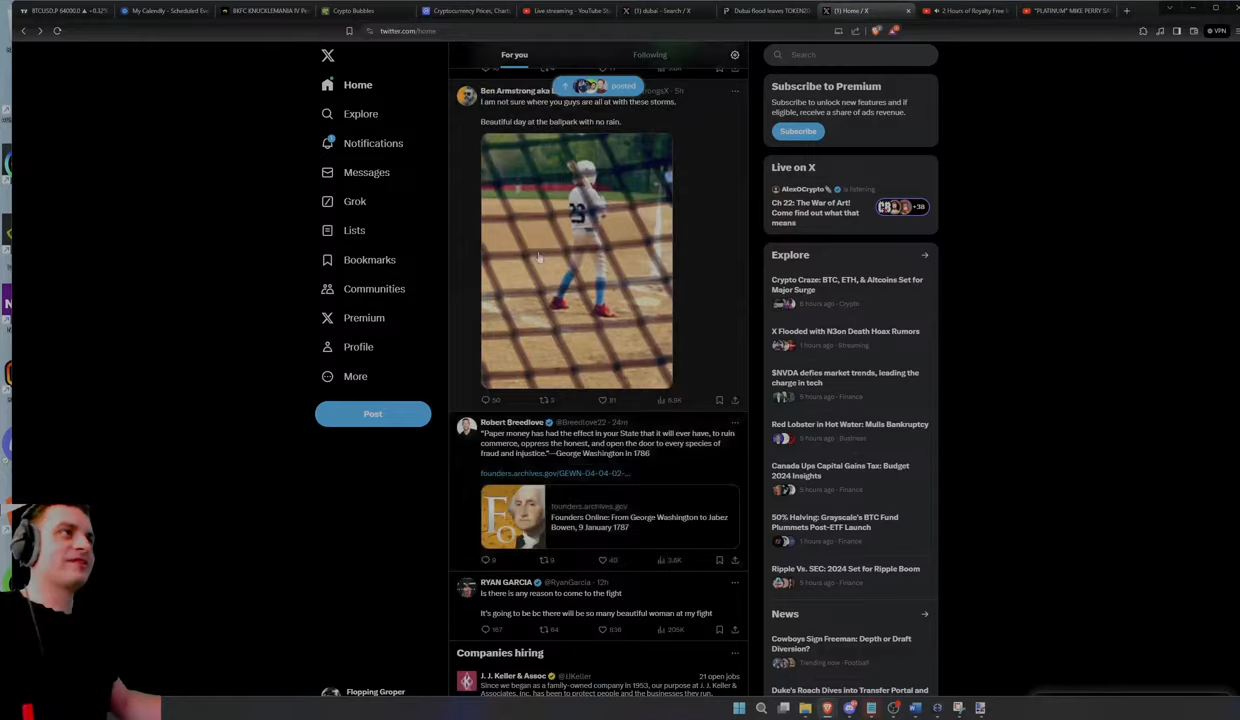 BTCUSD.P 64000.0 ▲ +0.32%
My Calendly - Scheduled Eve
BKFC KNUCKLEMANIA IV P
Crypto Bubbles
Cryptocurrency Prices, Chart
Live streaming - YouTube St
(1) dubai - Search / X
Dubai flood leaves TOKEN20
(1) Home / X
2 Hours of Royalty Free
"PLATINUM" MIKE PERRY SA
twitter.com/home
VPN
Home
Explore
Notifications
Messages
Grok
Lists
Bookmarks
Communities
Premium
Profile
More
Post
Flopping Groper
For you
Following
posted
Ben Armstrong aka
5h
I am not sure where you guys are all at with these storms.
Beautiful day at the ballpark with no rain.
23
50
3
81
6.9K
Robert Breedlove
@Breedlove22 · 24m
"Paper money has had the effect in your State that it will ever have, to ruin
commerce, oppress the honest, and open the door to every species of
fraud and injustice."—George Washington in 1786
founders.archives.gov/GEWN-04-04-02-...
FO
founders.archives.gov
Founders Online: From George Washington to Jabez
Bowen, 9 January 1787
9
9
40
3.6K
RYAN GARCIA
@RyanGarcia · 12h
Is there is any reason to come to the fight
It's going to be bc there will be so many beautiful woman at my fight
167
64
836
205K
Companies hiring
J. J. Keller & Assoc
@JJKeller
21 open jobs
Since we began as a family-owned company in 1953, our purpose at J. J. Keller &
Associates, Inc. has been to protect people and the businesses they run.
Search
Subscribe to Premium
Subscribe to unlock new features and if
eligible, receive a share of ads revenue.
Subscribe
Live on X
AlexOCrypto
is listening
Ch 22: The War of Art!
Come find out what that
means
+38
Explore
Crypto Craze: BTC, ETH, & Altcoins Set for
Major Surge
6 hours ago · Crypto
X Flooded with N3on Death Hoax Rumors
1 hours ago · Streaming
$NVDA defies market trends, leading the
charge in tech
9 hours ago · Finance
Red Lobster in Hot Water: Mulls Bankruptcy
5 hours ago · Business
Canada Ups Capital Gains Tax: Budget
2024 Insights
5 hours ago · Finance
50% Halving: Grayscale's BTC Fund
Plummets Post-ETF Launch
1 hours ago · Finance
Ripple Vs. SEC: 2024 Set for Ripple Boom
9 hours ago · Finance
News
Cowboys Sign Freeman: Depth or Draft
Diversion?
Trending now · Football
Duke's Roach Dives into Transfer Portal and